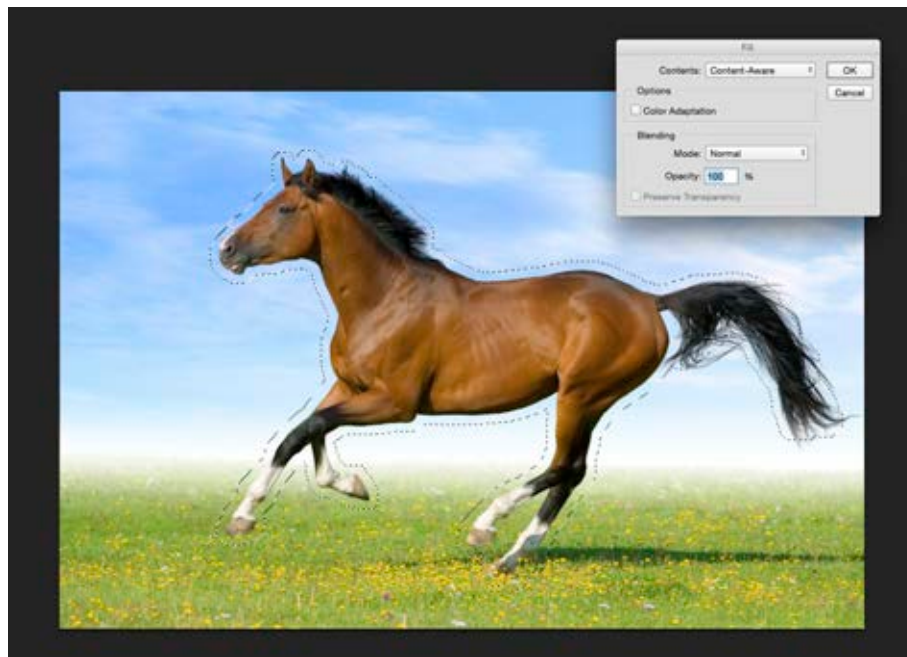 Fill
Contents: Content-Aware OK
Options Cancel
Color Adaptation
Blending
Mode: Normal
Opacity: 100 %
Preserve Transparency